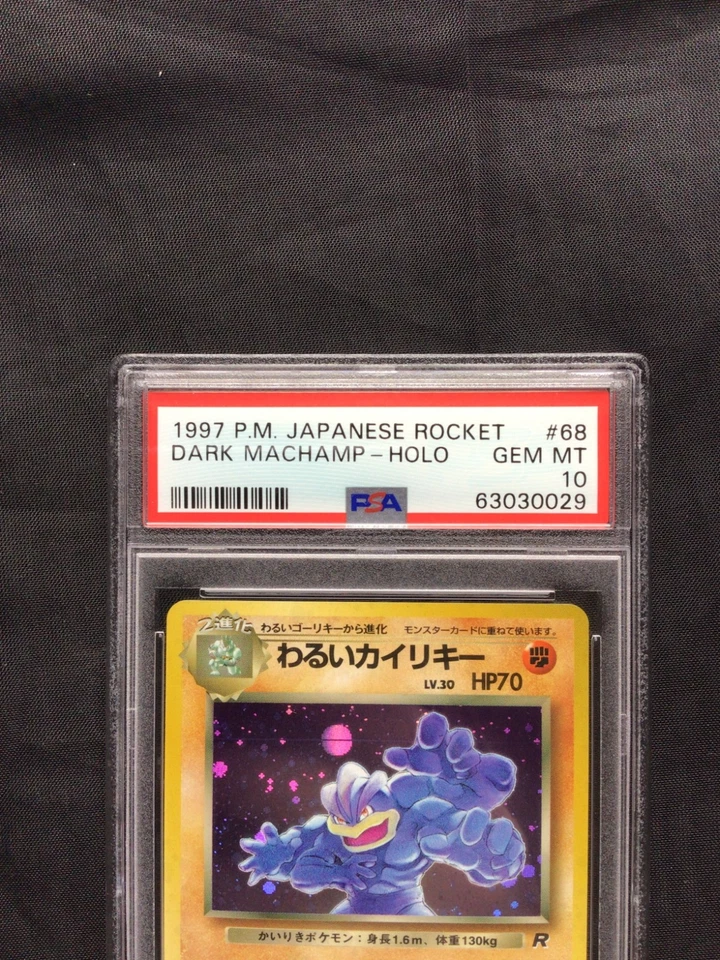 1997 P.M. JAPANESE ROCKET #68
DARK MACHAMP - HOLO GEM MT
10
PSA 63030029
2進化 わるいゴーリキーから進化 モンスターカードに重ねて使います。
わるいカイリキー
LV.30 HP70
かいりきポケモン：身長1.6m、体重130kg R